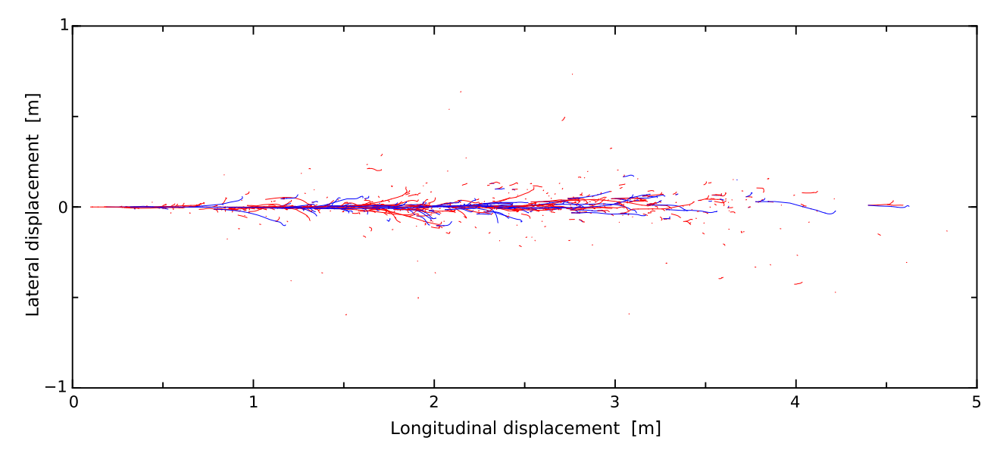 1
0
−1
Lateral displacement [m]
0 1 2 3 4 5
Longitudinal displacement [m]